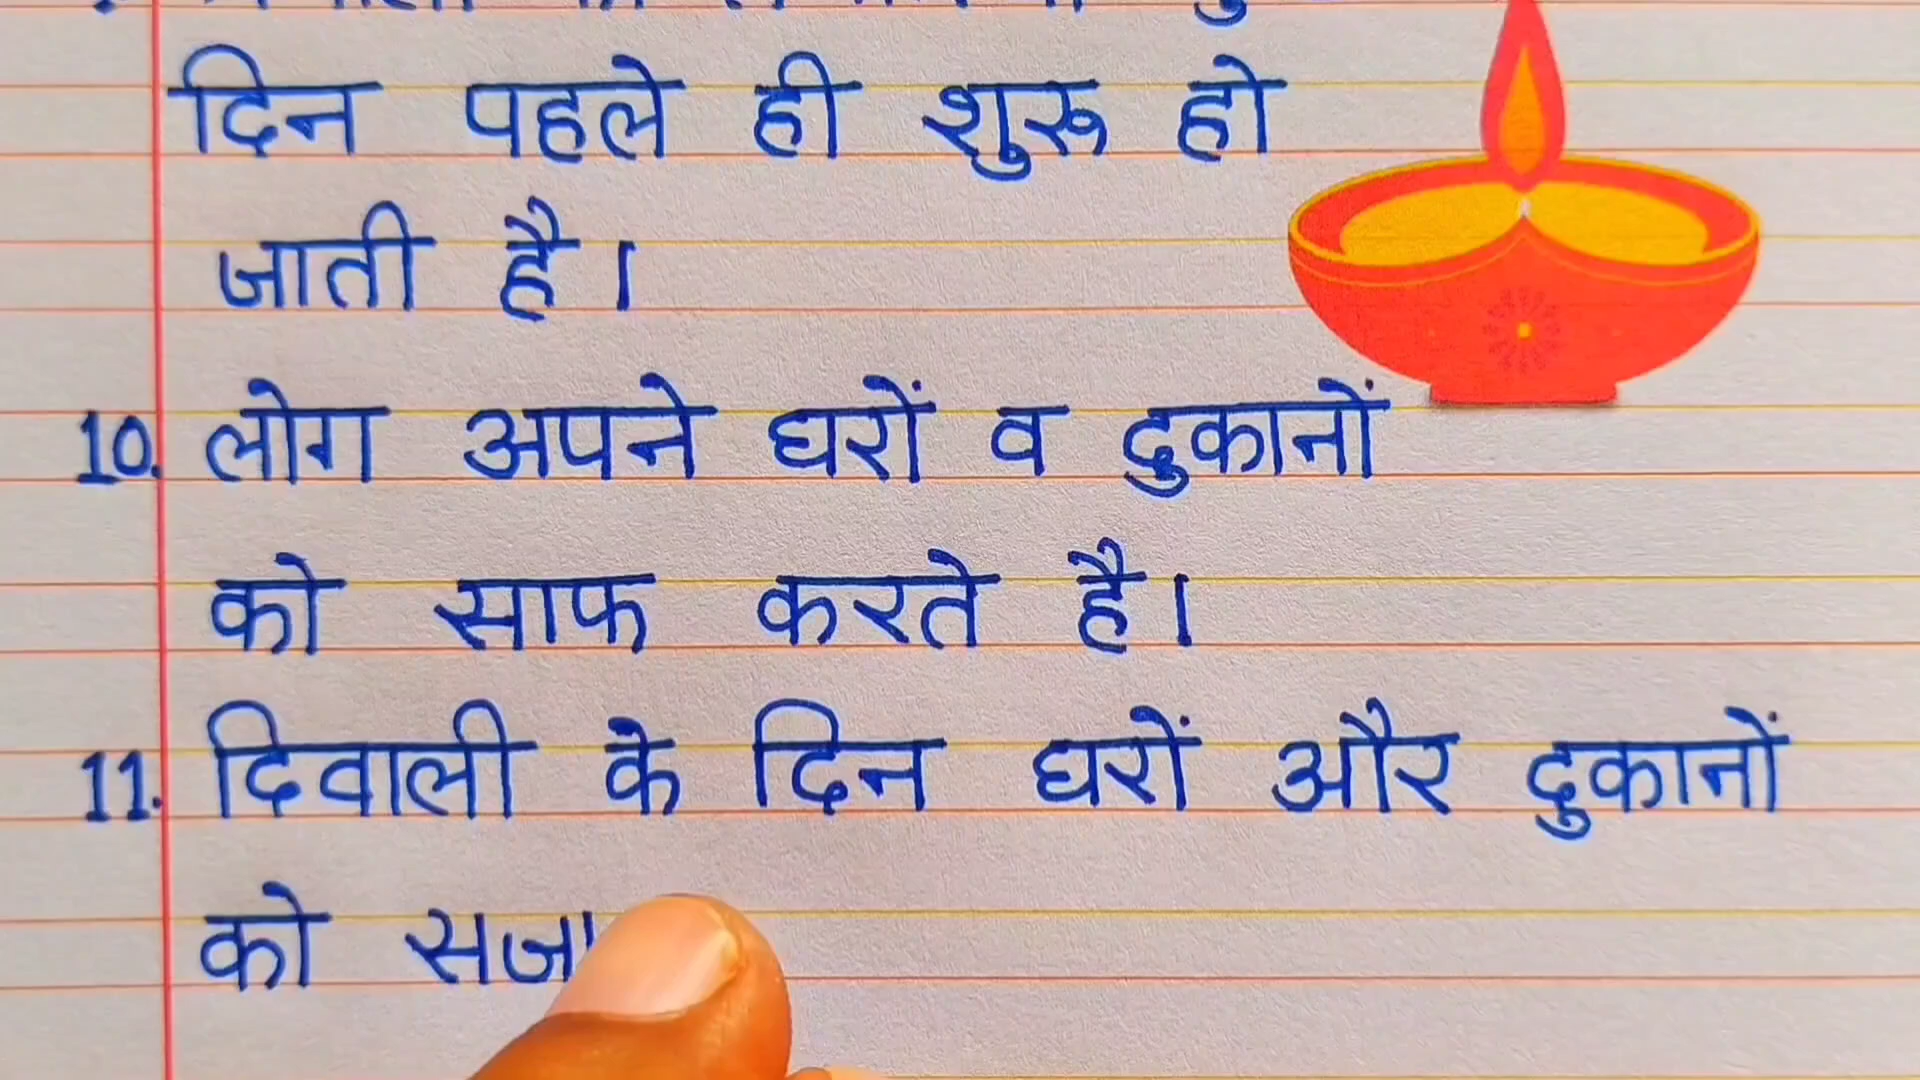 दिन पहले ही शुरू हो
जाती है।
10. लोग अपने घरों व दुकानों
को साफ करते है।
11. दिवाली के दिन घरों और दुकानों
को सजा